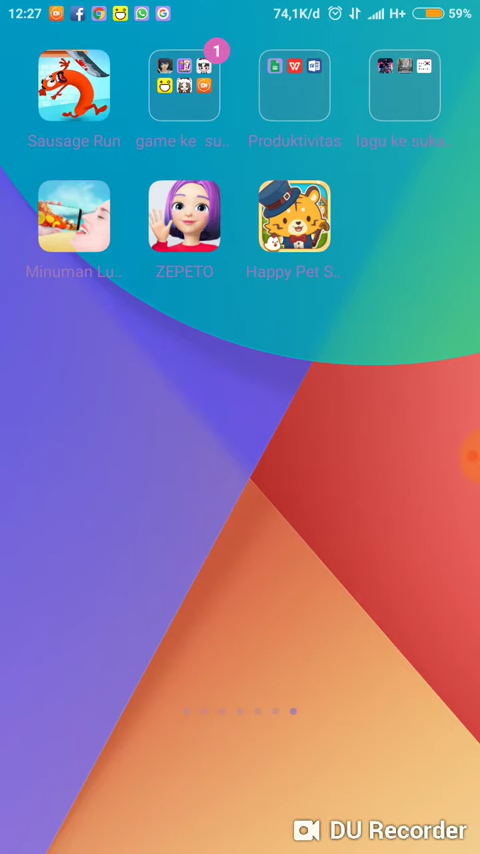 12:27 74,1K/d H+ 59%
1
Sausage Run game ke su.. Produktivitas lagu ke suka..
Minuman Lu.. ZEPETO Happy Pet S..
DU Recorder